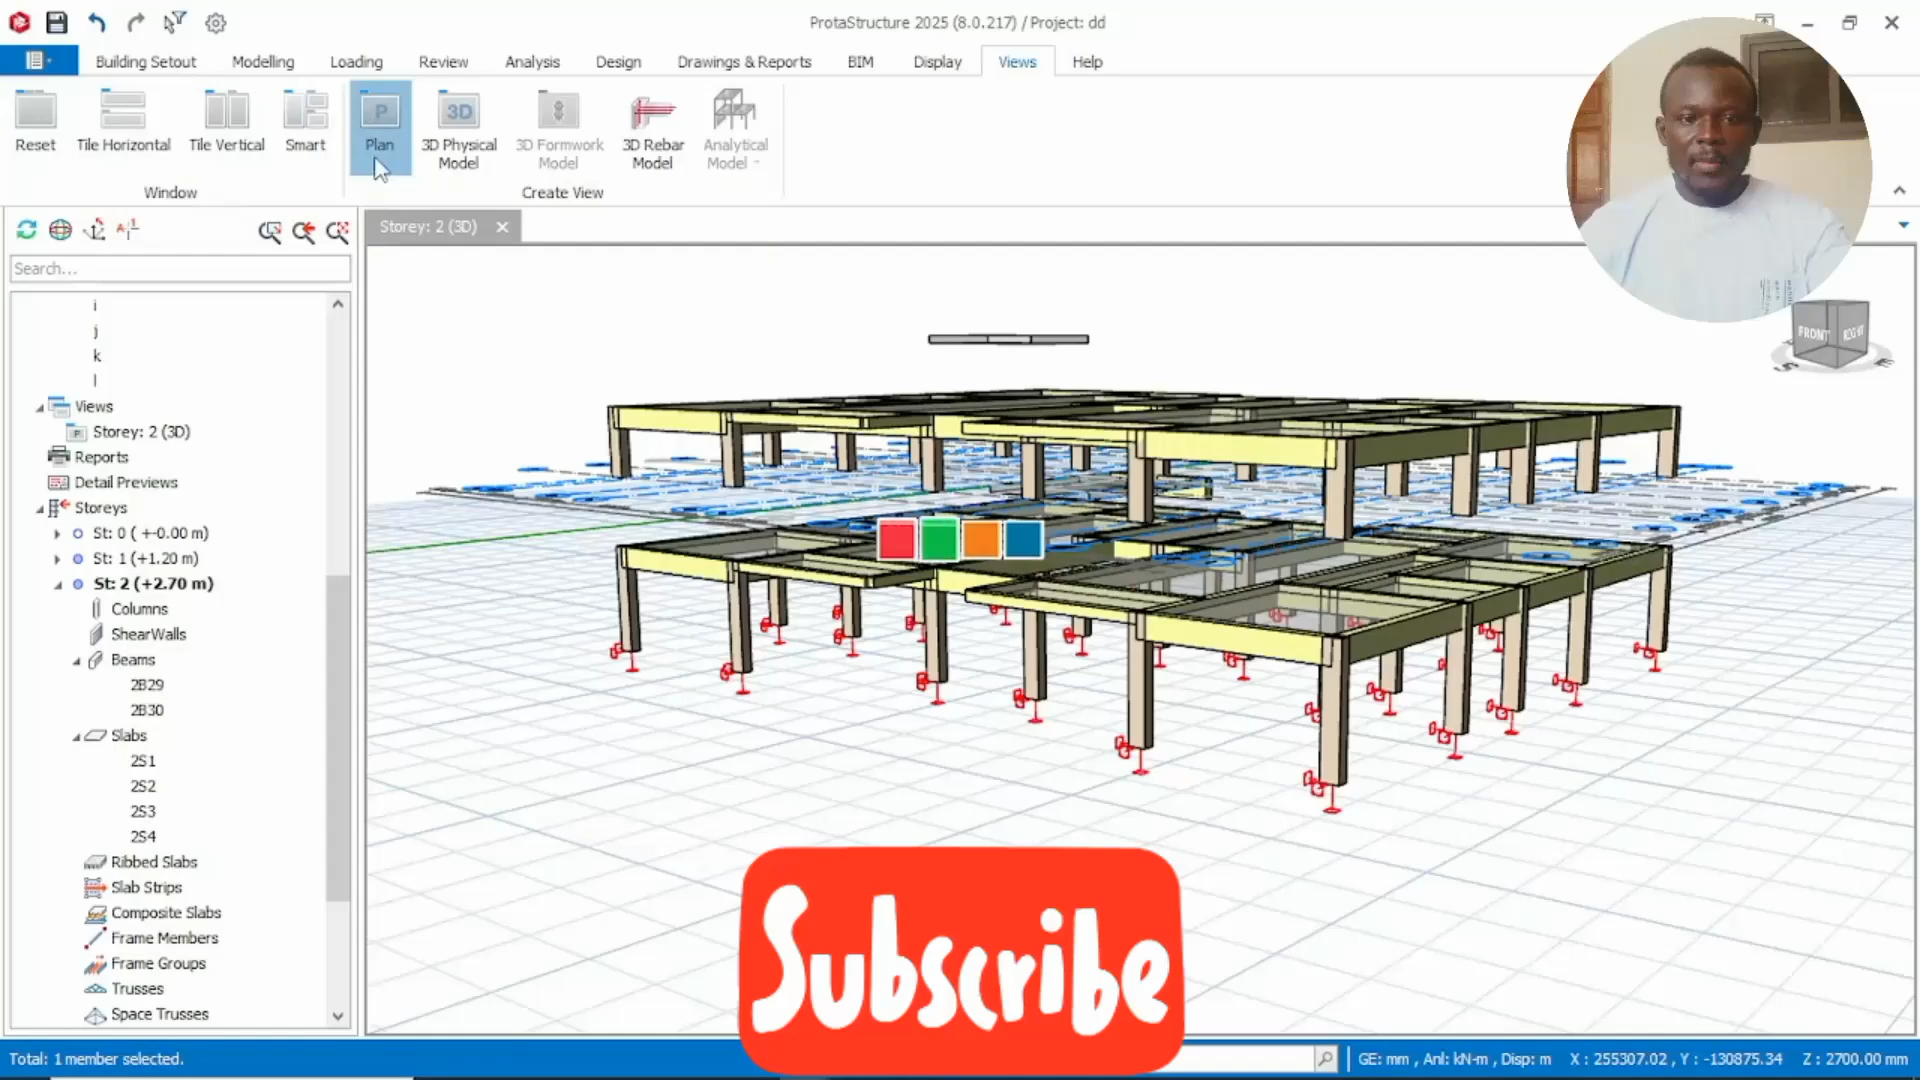 ProtaStructure 2025 (8.0.217) / Project: dd
Building Setout Modelling Loading Review Analysis Design Drawings & Reports BIM Display Views Help
Reset
Tile Horizontal
Tile Vertical
Smart
Window
P
Plan
3D
3D Physical
Model
3D Formwork
Model
3D Rebar
Model
Analytical
Model
Create View
Search...
Storey: 2 (3D)
i
j
k
l
Views
Storey: 2 (3D)
Reports
Detail Previews
Storeys
St: 0 ( +-0.00 m)
St: 1 (+1.20 m)
St: 2 (+2.70 m)
Columns
ShearWalls
Beams
2B29
2B30
Slabs
2S1
2S2
2S3
2S4
Ribbed Slabs
Slab Strips
Composite Slabs
Frame Members
Frame Groups
Trusses
Space Trusses
FRONT RIGHT
S E
Subscribe
Total: 1 member selected.
GE: mm , Anl: kN-m , Disp: m X : 255307.02 , Y : -130875.34 Z : 2700.00 mm